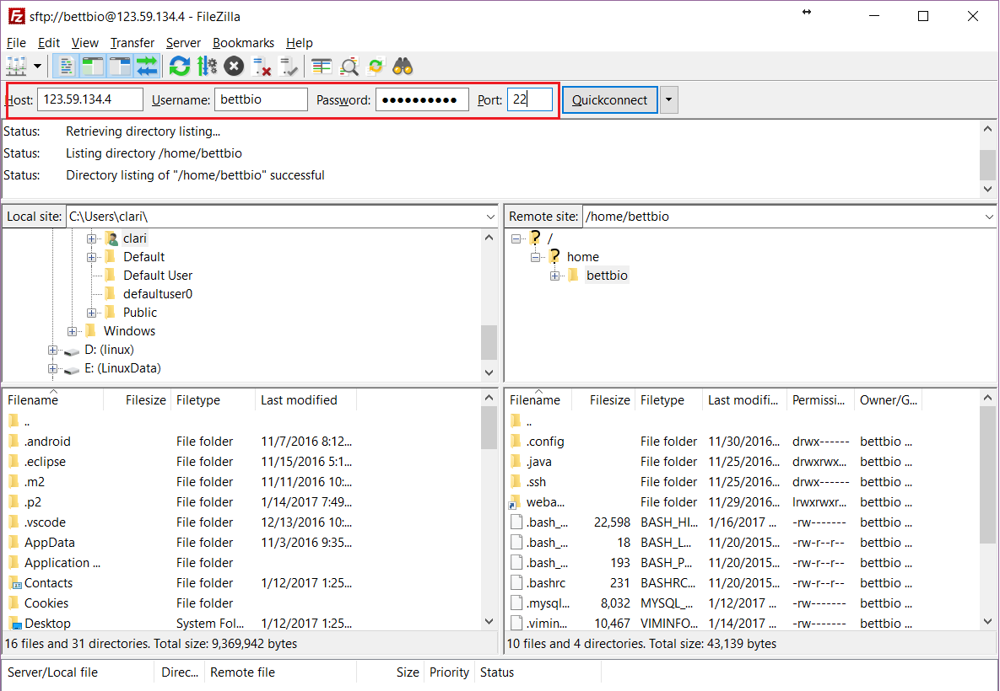 sftp://bettbio@123.59.134.4 - FileZilla
File Edit View Transfer Server Bookmarks Help
Host: 123.59.134.4 Username: bettbio Password: ●●●●●●●●●● Port: 22 Quickconnect
Status: Retrieving directory listing...
Status: Listing directory /home/bettbio
Status: Directory listing of "/home/bettbio" successful
Local site: C:\Users\clari\
clari
Default
Default User
defaultuser0
Public
Windows
D: (linux)
E: (LinuxData)
Remote site: /home/bettbio
/
home
bettbio
Filename Filesize Filetype Last modified
..
.android File folder 11/7/2016 8:12...
.eclipse File folder 11/15/2016 5:1...
.m2 File folder 11/11/2016 10:...
.p2 File folder 1/14/2017 7:49...
.vscode File folder 12/13/2016 10:...
AppData File folder 11/3/2016 9:35...
Application ... File folder
Contacts File folder 1/12/2017 1:25...
Cookies File folder
Desktop System Fol... 1/12/2017 1:25...
16 files and 31 directories. Total size: 9,369,942 bytes
Filename Filesize Filetype Last modifi... Permissi... Owner/G...
..
.config File folder 11/30/2016... drwx------ bettbio ...
.java File folder 11/25/2016... drwxrwx... bettbio ...
.ssh File folder 11/25/2016... drwx------ bettbio ...
weba... File folder 11/29/2016... lrwxrwxr... bettbio ...
.bash_... 22,598 BASH_HI... 1/16/2017 ... -rw------- bettbio ...
.bash_... 18 BASH_L... 11/20/2015... -rw-r--r-- bettbio ...
.bash_... 193 BASH_P... 11/20/2015... -rw-r--r-- bettbio ...
.bashrc 231 BASHRC... 11/20/2015... -rw-r--r-- bettbio ...
.mysql... 8,032 MYSQL_... 1/12/2017 ... -rw------- bettbio ...
.vimin... 10,467 VIMINFO... 1/14/2017 ... -rw------- bettbio ...
10 files and 4 directories. Total size: 43,139 bytes
Server/Local file Direc... Remote file Size Priority Status